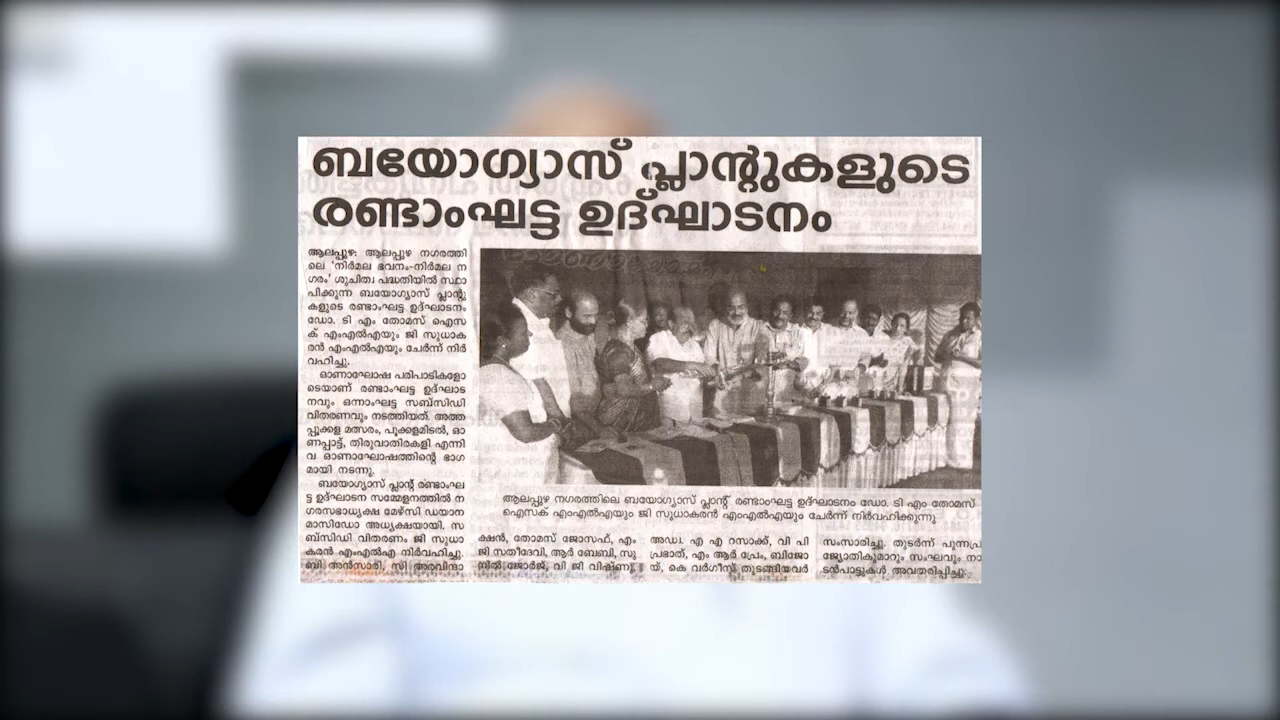 ബയോഗ്യാസ് പ്ലാന്റുകളുടെ
രണ്ടാംഘട്ട ഉദ്ഘാടനം
ആലപ്പുഴ: ആലപ്പുഴ നഗരത്തി
ലെ 'നിർമല ഭവനം-നിർമല ന
ഗരം' ശുചിത്വ പദ്ധതിയിൽ സ്ഥാ
പിക്കുന്ന ബയോഗ്യാസ് പ്ലാന്റു
കളുടെ രണ്ടാംഘട്ട ഉദ്ഘാടനം
ഡോ. ടി എം തോമസ് ഐസ
ക് എംഎൽഎയും ജി സുധാക
രൻ എംഎൽഎയും ചേർന്ന് നിർ
വഹിച്ചു.
ഓണാഘോഷ പരിപാടികളോ
ടെയാണ് രണ്ടാംഘട്ട ഉദ്ഘാട
നവും ഒന്നാംഘട്ട സബ്സിഡി
വിതരണവും നടത്തിയത്. അത്ത
പ്പൂക്കള മത്സരം, പൂക്കളമിടൽ, ഓ
ണപ്പാട്ട്, തിരുവാതിരകളി എന്നി
വ ഓണാഘോഷത്തിന്റെ ഭാഗ
മായി നടന്നു.
ബയോഗ്യാസ് പ്ലാന്റ് രണ്ടാംഘ
ട്ട ഉദ്ഘാടന സമ്മേളനത്തിൽ ന
ഗരസഭാധ്യക്ഷ മേഴ്സി ഡയാന
മാസിഡോ അധ്യക്ഷയായി. സ
ബ്സിഡി വിതരണം ജി സുധാ
കരൻ എംഎൽഎ നിർവഹിച്ചു.
ബി അൻസാരി, സി അരവിന്ദാ
ആലപ്പുഴ നഗരത്തിലെ ബയോഗ്യാസ് പ്ലാന്റ് രണ്ടാംഘട്ട ഉദ്ഘാടനം ഡോ. ടി എം തോമസ്
ഐസക് എംഎൽഎയും ജി സുധാകരൻ എംഎൽഎയും ചേർന്ന് നിർവഹിക്കുന്നു
ക്ഷൻ, തോമസ് ജോസഫ്, എം
ജി സതീദേവി, ആർ ബേബി, സു
നിൽ ജോർജ്, വി ജി വിഷ്ണു,
അഡ്വ. എ എ റസാക്ക്, വി പി
പ്രഭാത്, എം ആർ പ്രേം, ബിജോ
യ്, കെ വർഗീസ് തുടങ്ങിയവർ
സംസാരിച്ചു. തുടർന്ന് പുന്നപ്ര
ജ്യോതികുമാറും സംഘവും നാ
ടൻപാട്ടുകൾ അവതരിപ്പിച്ചു.